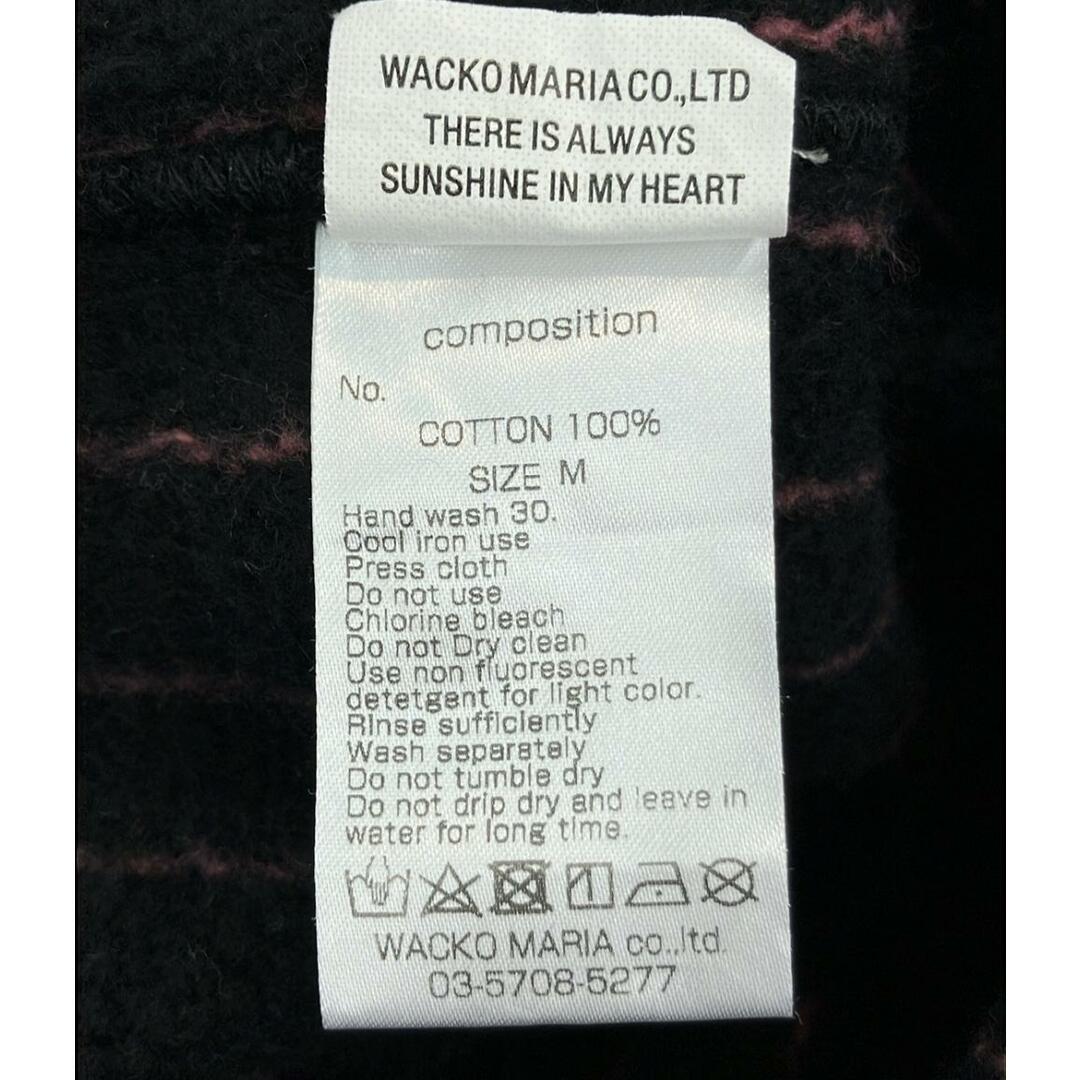 WACKO MARIA CO.,LTD
THERE IS ALWAYS
SUNSHINE IN MY HEART
composition
No.
COTTON 100%
SIZE M
Hand wash 30.
Cool iron use
Press cloth
Do not use
Chlorine bleach
Do not Dry clean
Use non fluorescent
detetgent for light color.
Rinse sufficiently
Wash separately
Do not tumble dry
Do not drip dry and leave in
water for long time.
WACKO MARIA co.,ltd.
03-5708-5277